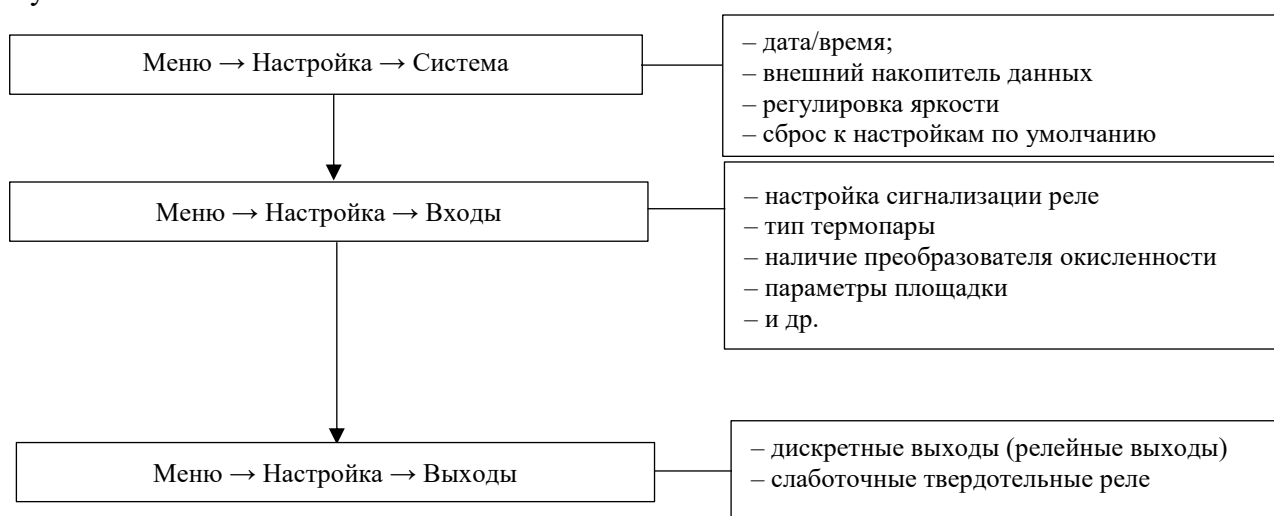 Меню → Настройка → Система
– дата/время;
– внешний накопитель данных
– регулировка яркости
– сброс к настройкам по умолчанию
Меню → Настройка → Входы
– настройка сигнализации реле
– тип термопары
– наличие преобразователя окисленности
– параметры площадки
– и др.
Меню → Настройка → Выходы
– дискретные выходы (релейные выходы)
– слаботочные твердотельные реле